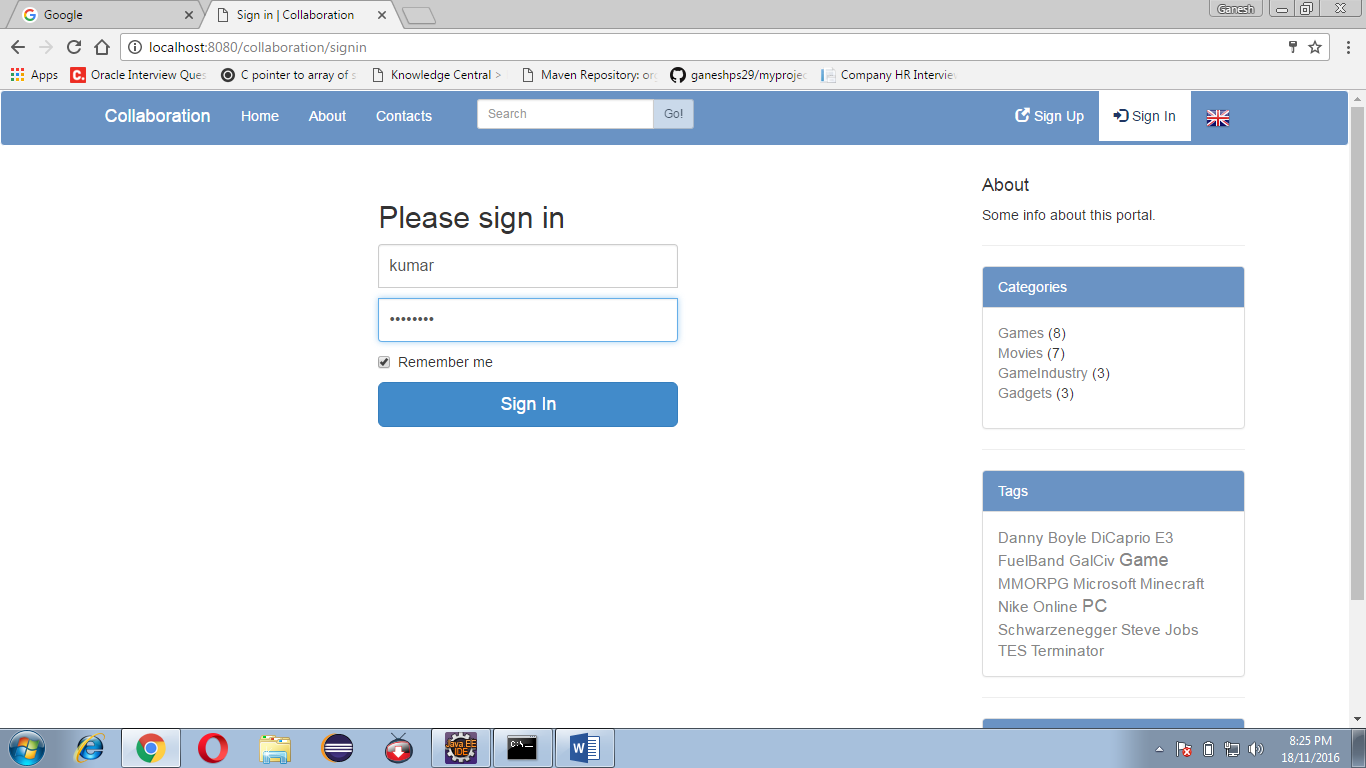 Google
Sign in | Collaboration
Ganesh
localhost:8080/collaboration/signin
Apps Oracle Interview Ques C pointer to array of s Knowledge Central > Maven Repository: org ganeshps29/myprojec Company HR Intervie
Collaboration Home About Contacts Search Go! Sign Up Sign In
Please sign in
kumar
••••••••
Remember me
Sign In
About
Some info about this portal.
Categories
Games (8)
Movies (7)
GameIndustry (3)
Gadgets (3)
Tags
Danny Boyle DiCaprio E3
FuelBand GalCiv Game
MMORPG Microsoft Minecraft
Nike Online PC
Schwarzenegger Steve Jobs
TES Terminator
Java EE
IDE
C:\
8:25 PM
18/11/2016